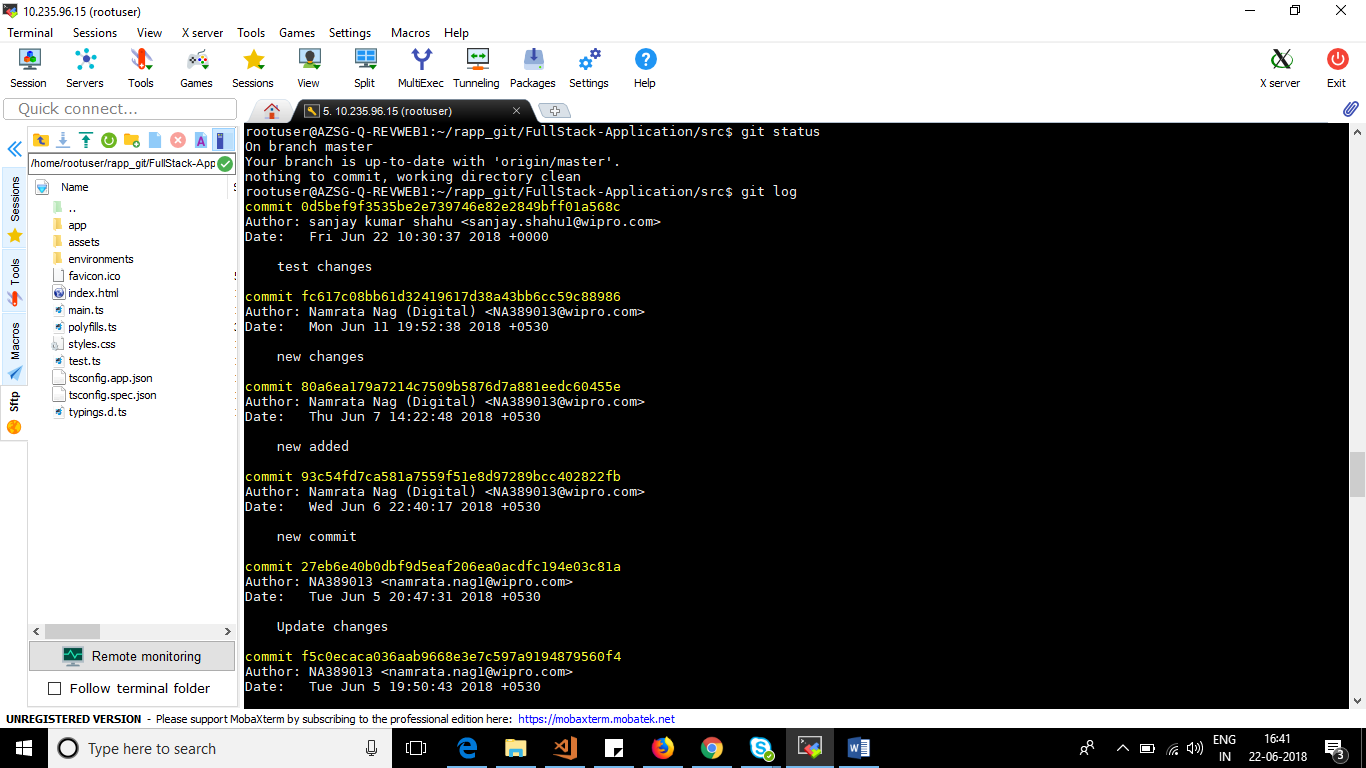 10.235.96.15 (rootuser)
Terminal Sessions View X server Tools Games Settings Macros Help
Session Servers Tools Games Sessions View Split MultiExec Tunneling Packages Settings Help X server Exit
Quick connect...
5. 10.235.96.15 (rootuser)
/home/rootuser/rapp_git/FullStack-App
Name
..
app
assets
environments
favicon.ico
index.html
main.ts
polyfills.ts
styles.css
test.ts
tsconfig.app.json
tsconfig.spec.json
typings.d.ts
Sessions
Tools
Macros
Sftp
Remote monitoring
Follow terminal folder
rootuser@AZSG-Q-REVWEB1:~/rapp_git/FullStack-Application/src$ git status
On branch master
Your branch is up-to-date with 'origin/master'.
nothing to commit, working directory clean
rootuser@AZSG-Q-REVWEB1:~/rapp_git/FullStack-Application/src$ git log
commit 0d5bef9f3535be2e739746e82e2849bff01a568c
Author: sanjay kumar shahu <sanjay.shahu1@wipro.com>
Date:   Fri Jun 22 10:30:37 2018 +0000
test changes
commit fc617c08bb61d32419617d38a43bb6cc59c88986
Author: Namrata Nag (Digital) <NA389013@wipro.com>
Date:   Mon Jun 11 19:52:38 2018 +0530
new changes
commit 80a6ea179a7214c7509b5876d7a881eedc60455e
Author: Namrata Nag (Digital) <NA389013@wipro.com>
Date:   Thu Jun 7 14:22:48 2018 +0530
new added
commit 93c54fd7ca581a7559f51e8d97289bcc402822fb
Author: Namrata Nag (Digital) <NA389013@wipro.com>
Date:   Wed Jun 6 22:40:17 2018 +0530
new commit
commit 27eb6e40b0dbf9d5eaf206ea0acdfc194e03c81a
Author: NA389013 <namrata.nag1@wipro.com>
Date:   Tue Jun 5 20:47:31 2018 +0530
Update changes
commit f5c0ecaca036aab9668e3e7c597a9194879560f4
Author: NA389013 <namrata.nag1@wipro.com>
Date:   Tue Jun 5 19:50:43 2018 +0530
UNREGISTERED VERSION - Please support MobaXterm by subscribing to the professional edition here: https://mobaxterm.mobatek.net
Type here to search
ENG
IN
16:41
22-06-2018
3